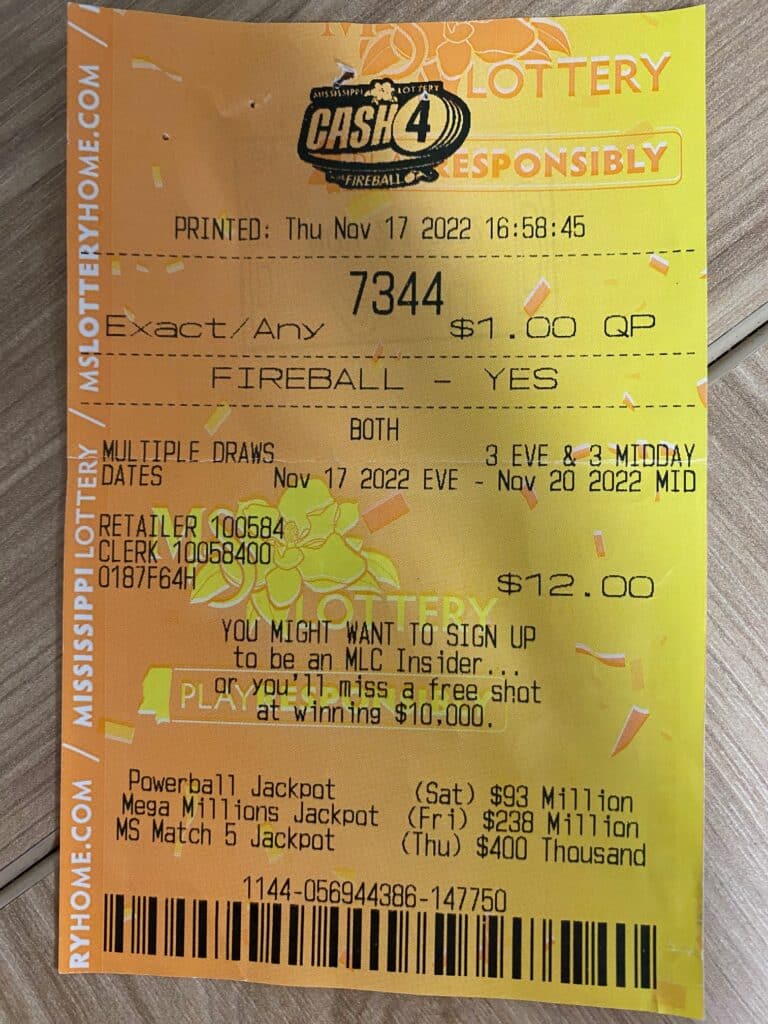 MS LOTTERY
MISSISSIPPI LOTTERY
CASH 4
FIREBALL
RESPONSIBLY
PRINTED: Thu Nov 17 2022 16:58:45
7344
Exact/Any $1.00 QP
FIREBALL - YES
BOTH
MULTIPLE DRAWS 3 EVE & 3 MIDDAY
DATES Nov 17 2022 EVE - Nov 20 2022 MID
RETAILER 100584
CLERK 10058400
0187F64H $12.00
MS LOTTERY
YOU MIGHT WANT TO SIGN UP
to be an MLC Insider...
or you'll miss a free shot
at winning $10,000.
PLAY RESPONSIBLY
Powerball Jackpot (Sat) $93 Million
Mega Millions Jackpot (Fri) $238 Million
MS Match 5 Jackpot (Thu) $400 Thousand
1144-056944386-147750
RYHOME.COM / MISSISSIPPI LOTTERY / MSLOTTERYHOME.COM /